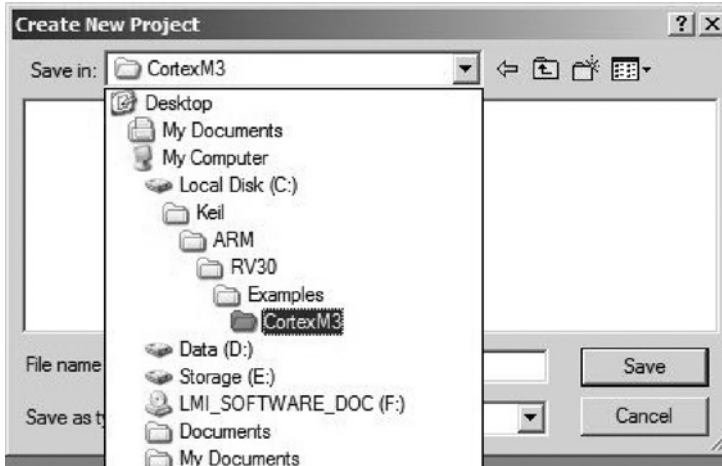 Create New Project
Save in: CortexM3
Desktop
My Documents
My Computer
Local Disk (C:)
Keil
ARM
RV30
Examples
CortexM3
Data (D:)
Storage (E:)
LMI_SOFTWARE_DOC (F:)
Documents
My Documents
File name
Save as
Save
Cancel